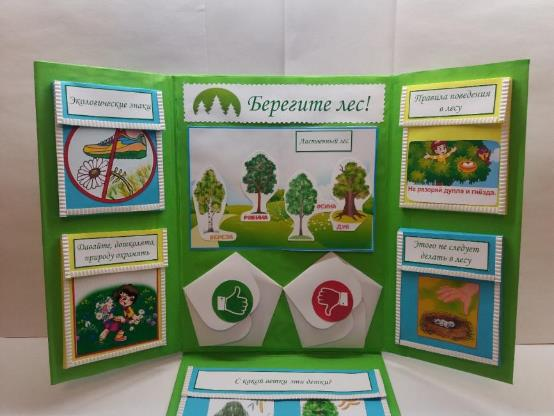 Экологические знаки
Берегите лес!
Лиственный лес
БЕРЕЗА
РЯБИНА
ОСИНА
ДУБ
Правила поведения
в лесу
Не разоряй дупла и гнёзда.
Давайте, дошколята,
природу охранять
Этого не следует
делать в лесу
С какой ветки эти детки?